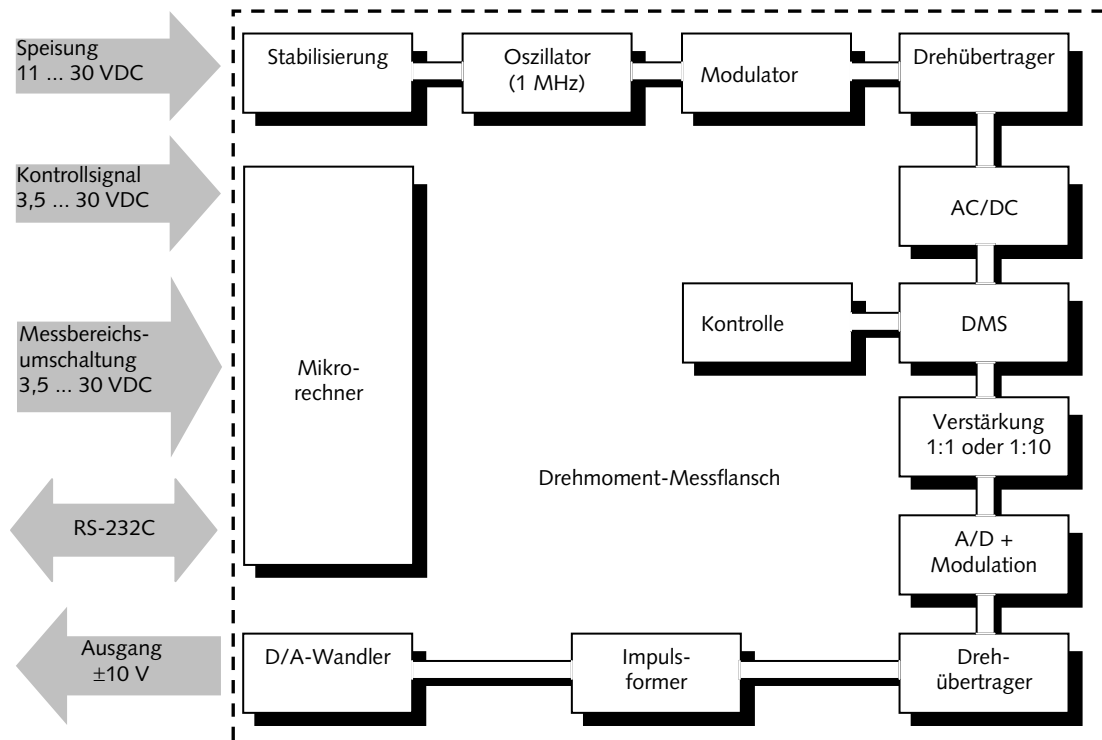 Speisung
11 ... 30 VDC
Stabilisierung
Oszillator
(1 MHz)
Modulator
Drehübertrager
Kontrollsignal
3,5 ... 30 VDC
AC/DC
Messbereichs-
umschaltung
3,5 ... 30 VDC
Mikro-
rechner
Kontrolle
DMS
Verstärkung
1:1 oder 1:10
Drehmoment-Messflansch
RS-232C
A/D +
Modulation
Ausgang
±10 V
D/A-Wandler
Impuls-
former
Dreh-
übertrager